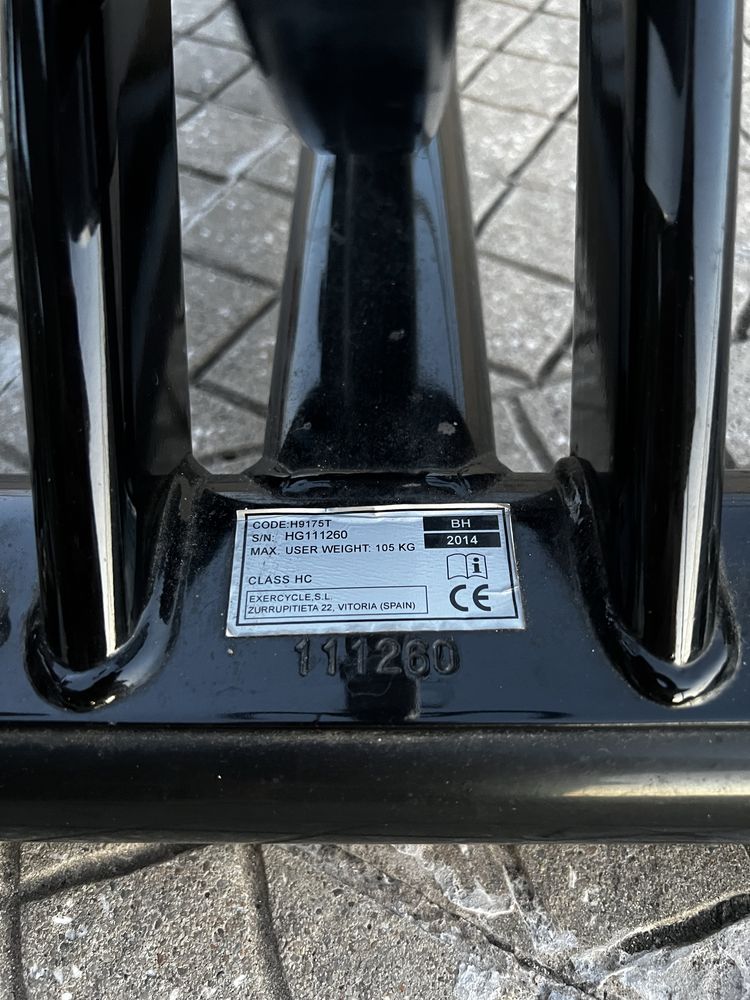 CODE:H9175T
S/N: HG111260
MAX. USER WEIGHT: 105 KG
CLASS HC
EXERCYCLE,S.L.
ZURRUPITIETA 22, VITORIA (SPAIN)
BH
2014
i
CE
111260